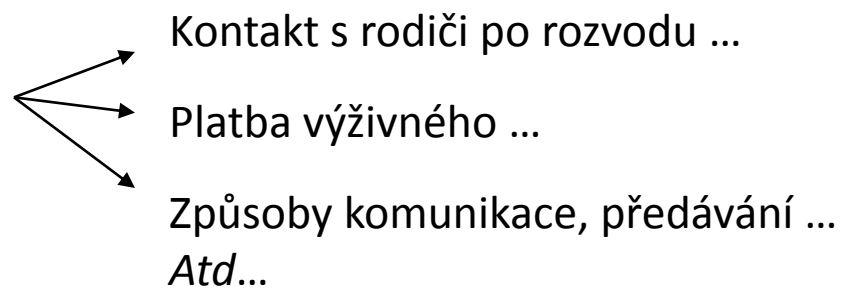 Kontakt s rodiči po rozvodu …
Platba výživného …
Způsoby komunikace, předávání …
Atd…